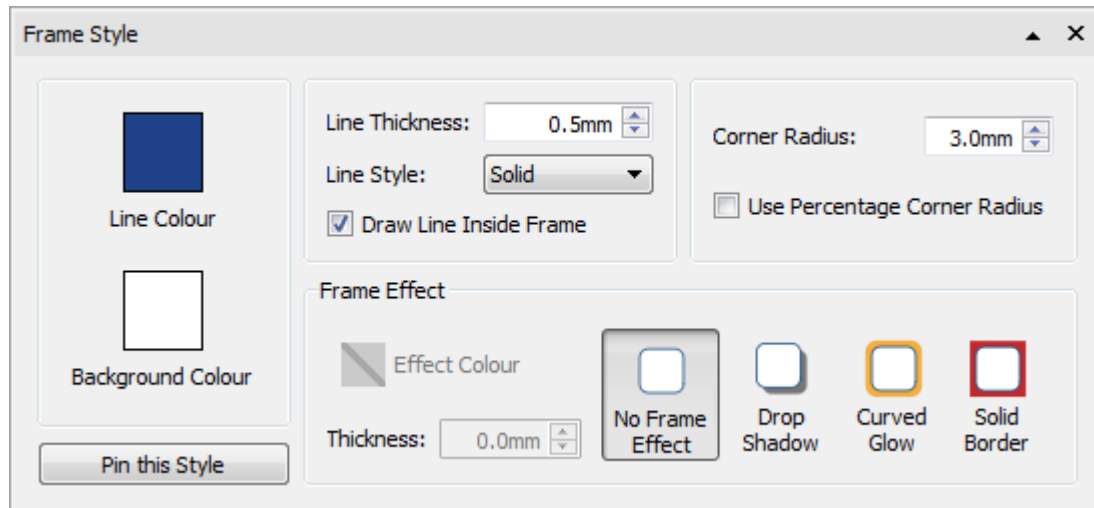 Frame Style
Line Colour
Background Colour
Pin this Style
Line Thickness: 0.5mm
Line Style: Solid
Draw Line Inside Frame
Corner Radius: 3.0mm
Use Percentage Corner Radius
Frame Effect
Effect Colour
Thickness: 0.0mm
No Frame
Effect
Drop
Shadow
Curved
Glow
Solid
Border